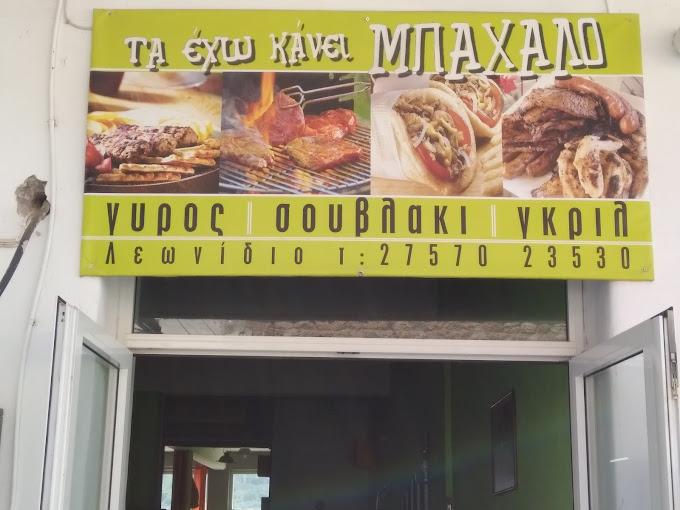 ΤΑ έχω κάνει ΜΠΑΧΑΛΟ
γυρος | σουβλακι | γκριλ
Λεωνίδιο τ:27570 23530